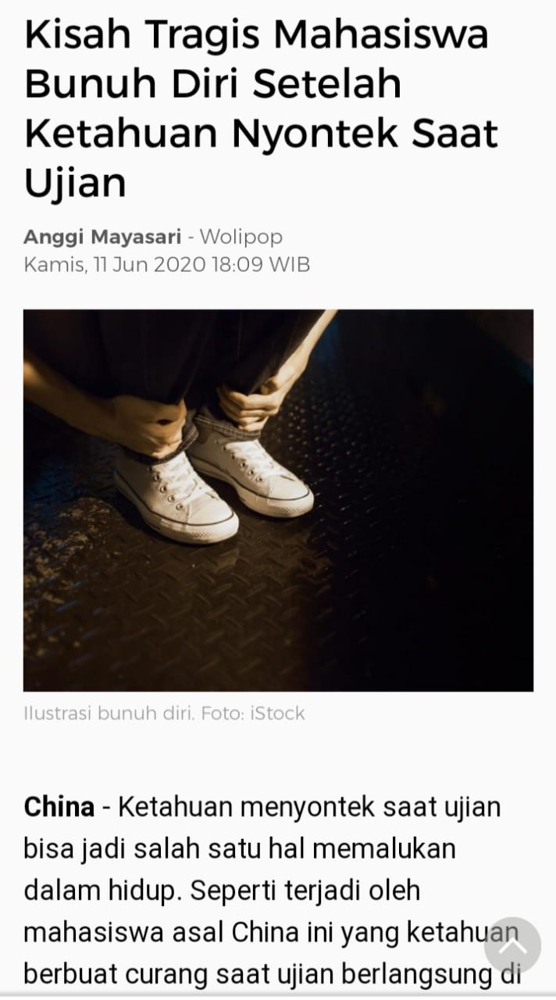 Kisah Tragis Mahasiswa
Bunuh Diri Setelah
Ketahuan Nyontek Saat
Ujian
Anggi Mayasari - Wolipop
Kamis, 11 Jun 2020 18:09 WIB
Ilustrasi bunuh diri. Foto: iStock
China - Ketahuan menyontek saat ujian
bisa jadi salah satu hal memalukan
dalam hidup. Seperti terjadi oleh
mahasiswa asal China ini yang ketahuan
berbuat curang saat ujian berlangsung di